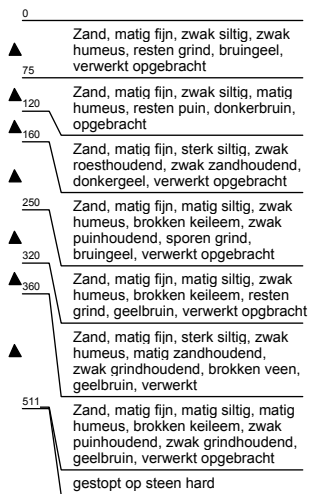 0
Zand, matig fijn, zwak siltig, zwak
humeus, resten grind, bruingeel,
verwerkt opgebracht
75
Zand, matig fijn, zwak siltig, matig
humeus, resten puin, donkerbruin,
opgebracht
120
Zand, matig fijn, sterk siltig, zwak
roesthoudend, zwak zandhoudend,
donkergeel, verwerkt opgebracht
160
Zand, matig fijn, matig siltig, zwak
humeus, brokken keileem, zwak
puinhoudend, sporen grind,
bruingeel, verwerkt opgebracht
250
Zand, matig fijn, matig siltig, zwak
humeus, brokken keileem, resten
grind, geelbruin, verwerkt opgbracht
320
Zand, matig fijn, sterk siltig, zwak
humeus, matig zandhoudend,
zwak grindhoudend, brokken veen,
geelbruin, verwerkt
360
Zand, matig fijn, matig siltig, matig
humeus, brokken keileem, zwak
puinhoudend, zwak grindhoudend,
geelbruin, verwerkt opgebracht
511
gestopt op steen hard